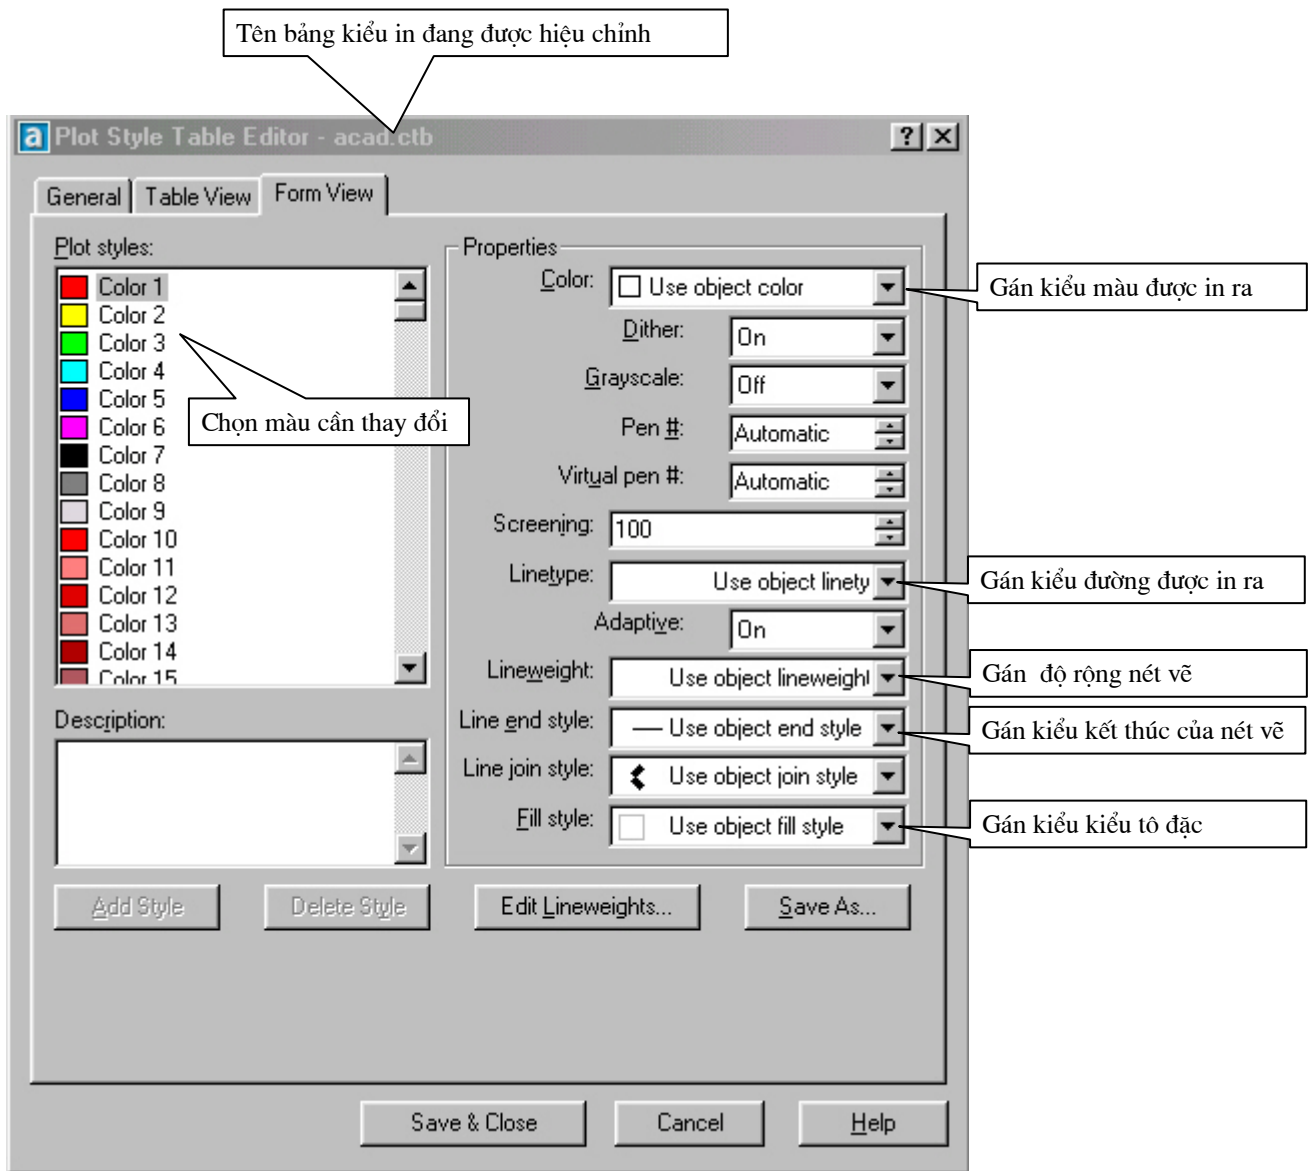 Tên bảng kiểu in đang được hiệu chỉnh
Plot Style Table Editor - acad.ctb
General
Table View
Form View
Plot styles:
Color 1
Color 2
Color 3
Color 4
Color 5
Color 6
Color 7
Color 8
Color 9
Color 10
Color 11
Color 12
Color 13
Color 14
Color 15
Chọn màu cần thay đổi
Description:
Properties
Color: Use object color
Gán kiểu màu được in ra
Dither: On
Grayscale: Off
Pen #: Automatic
Virtual pen #: Automatic
Screening: 100
Linetype: Use object linety
Gán kiểu đường được in ra
Adaptive: On
Lineweight: Use object lineweight
Gán độ rộng nét vẽ
Line end style: Use object end style
Gán kiểu kết thúc của nét vẽ
Line join style: Use object join style
Fill style: Use object fill style
Gán kiểu kiểu tô đặc
Add Style
Delete Style
Edit Lineweights...
Save As...
Save & Close
Cancel
Help